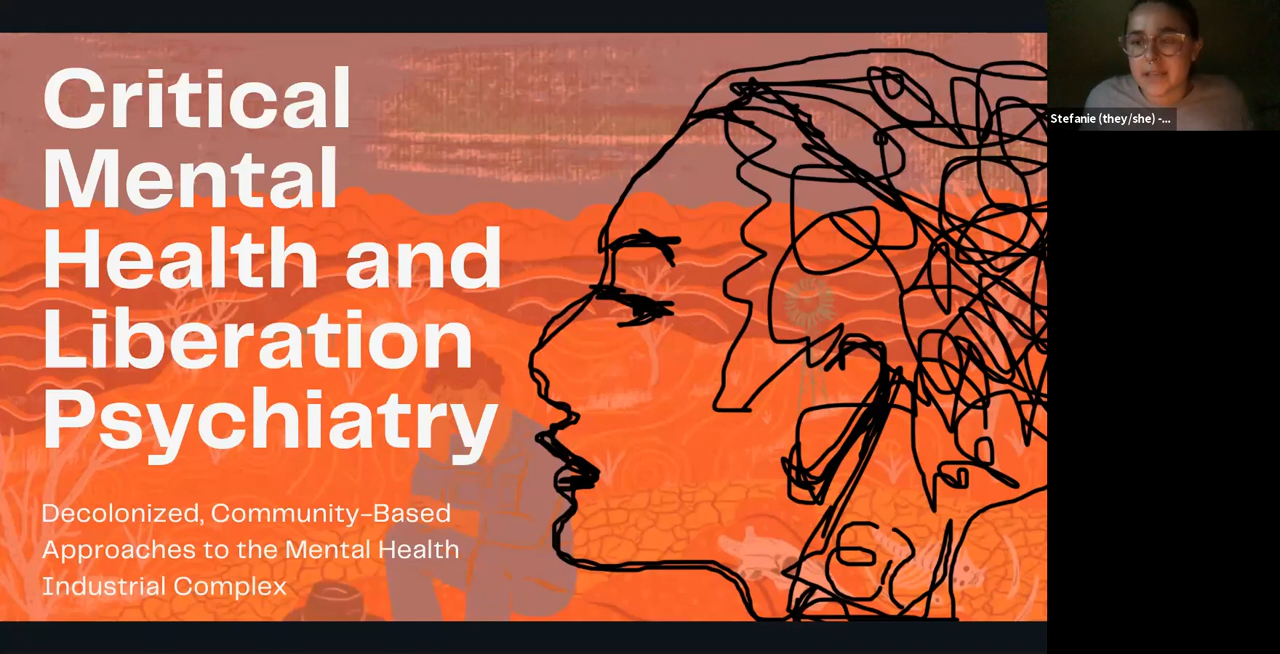 Critical
Mental
Health and
Liberation
Psychiatry
Decolonized, Community-Based
Approaches to the Mental Health
Industrial Complex
Stefanie (they/she) -...